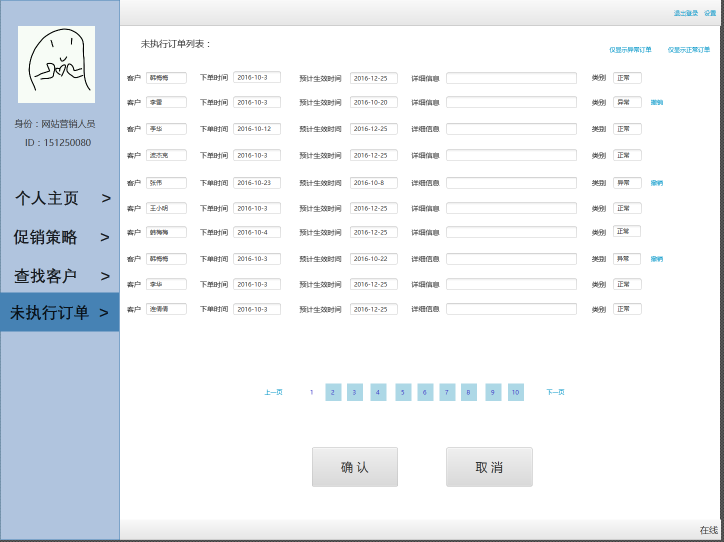 退出登录 设置
身份：网站营销人员
ID：151250080
个人主页 >
促销策略 >
查找客户 >
未执行订单 >
未执行订单列表：
仅显示异常订单 仅显示正常订单
客户 韩梅梅 下单时间 2016-10-3 预计生效时间 2016-12-25 详细信息 类别 正常
客户 李雷 下单时间 2016-10-3 预计生效时间 2016-10-20 详细信息 类别 异常 撤销
客户 李华 下单时间 2016-10-12 预计生效时间 2016-12-25 详细信息 类别 正常
客户 杰克 下单时间 2016-10-3 预计生效时间 2016-12-25 详细信息 类别 正常
客户 张伟 下单时间 2016-10-23 预计生效时间 2016-10-8 详细信息 类别 异常 撤销
客户 王小明 下单时间 2016-10-3 预计生效时间 2016-12-25 详细信息 类别 正常
客户 韩梅梅 下单时间 2016-10-4 预计生效时间 2016-12-25 详细信息 类别 正常
客户 韩梅梅 下单时间 2016-10-3 预计生效时间 2016-10-22 详细信息 类别 异常 撤销
客户 李华 下单时间 2016-10-3 预计生效时间 2016-12-25 详细信息 类别 正常
客户 连倩倩 下单时间 2016-10-3 预计生效时间 2016-12-25 详细信息 类别 正常
上一页 1 2 3 4 5 6 7 8 9 10 下一页
确 认 取 消
在线